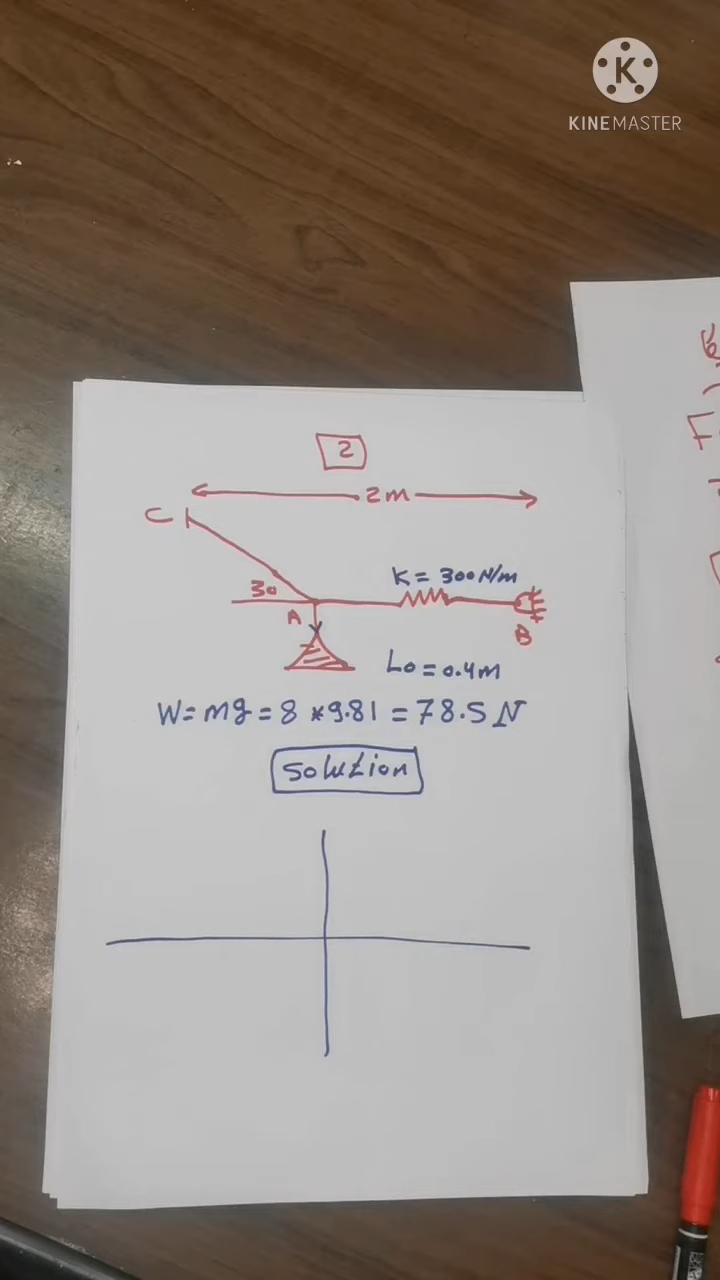 K
KINEMASTER
2
2m
C
30
K = 300 N/m
A
B
Lo = 0.4m
W = mg = 8 * 9.81 = 78.5 N
Solution
F